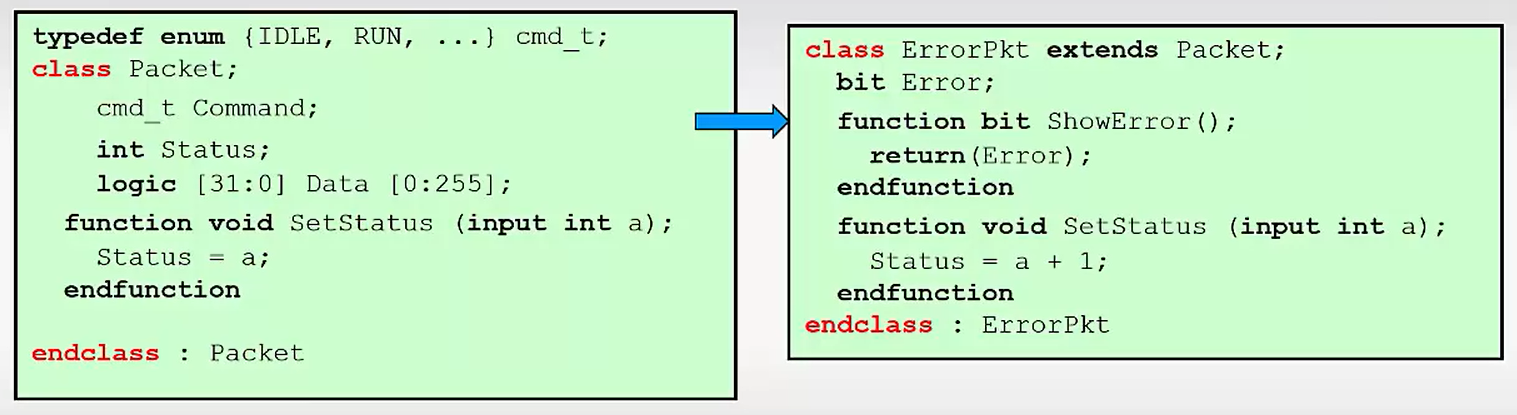 typedef enum {IDLE, RUN, ...} cmd_t;
class Packet;
cmd_t Command;
int Status;
logic [31:0] Data [0:255];
function void SetStatus (input int a);
Status = a;
endfunction
endclass : Packet
class ErrorPkt extends Packet;
bit Error;
function bit ShowError();
return(Error);
endfunction
function void SetStatus (input int a);
Status = a + 1;
endfunction
endclass : ErrorPkt